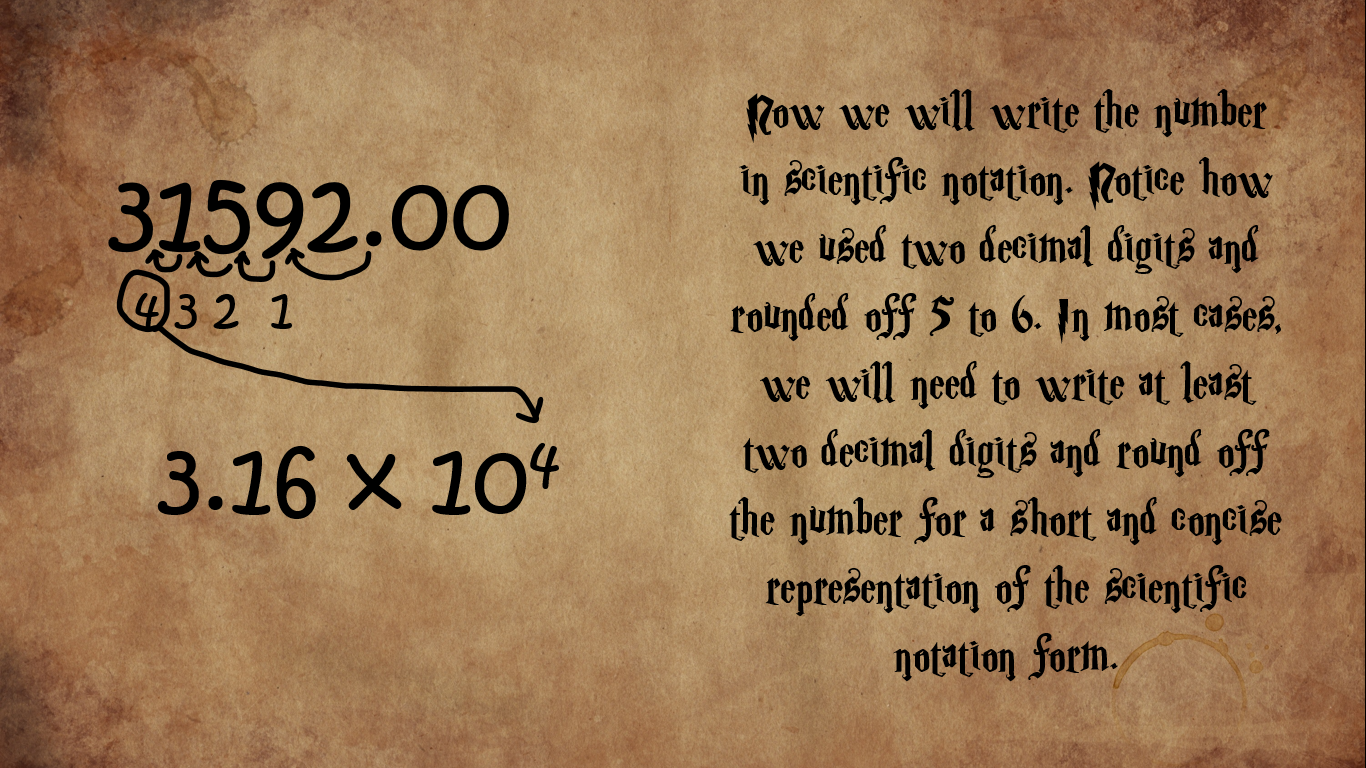 31592.00
4 3 2 1
3.16 × 10⁴
Now we will write the number
in scientific notation. Notice how
we used two decimal digits and
rounded off 5 to 6. In most cases,
we will need to write at least
two decimal digits and round off
the number for a short and concise
representation of the scientific
notation form.